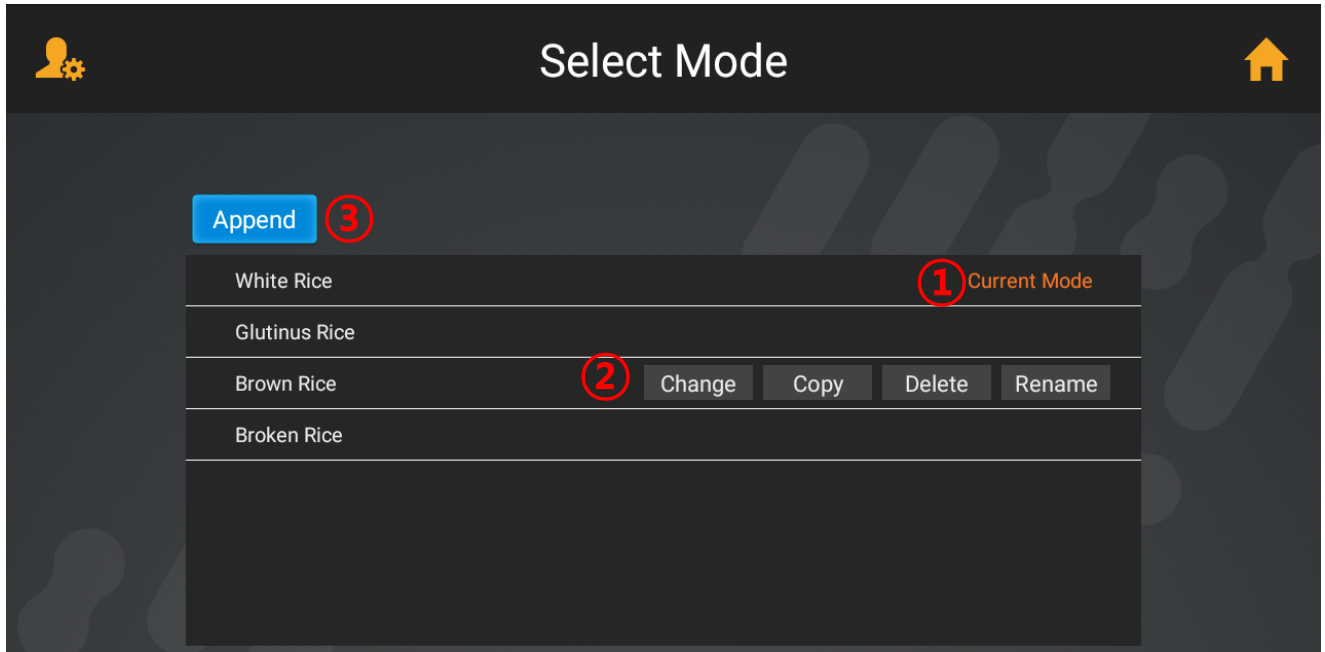 Select Mode
Append ③
White Rice ① Current Mode
Glutinus Rice
Brown Rice ② Change Copy Delete Rename
Broken Rice